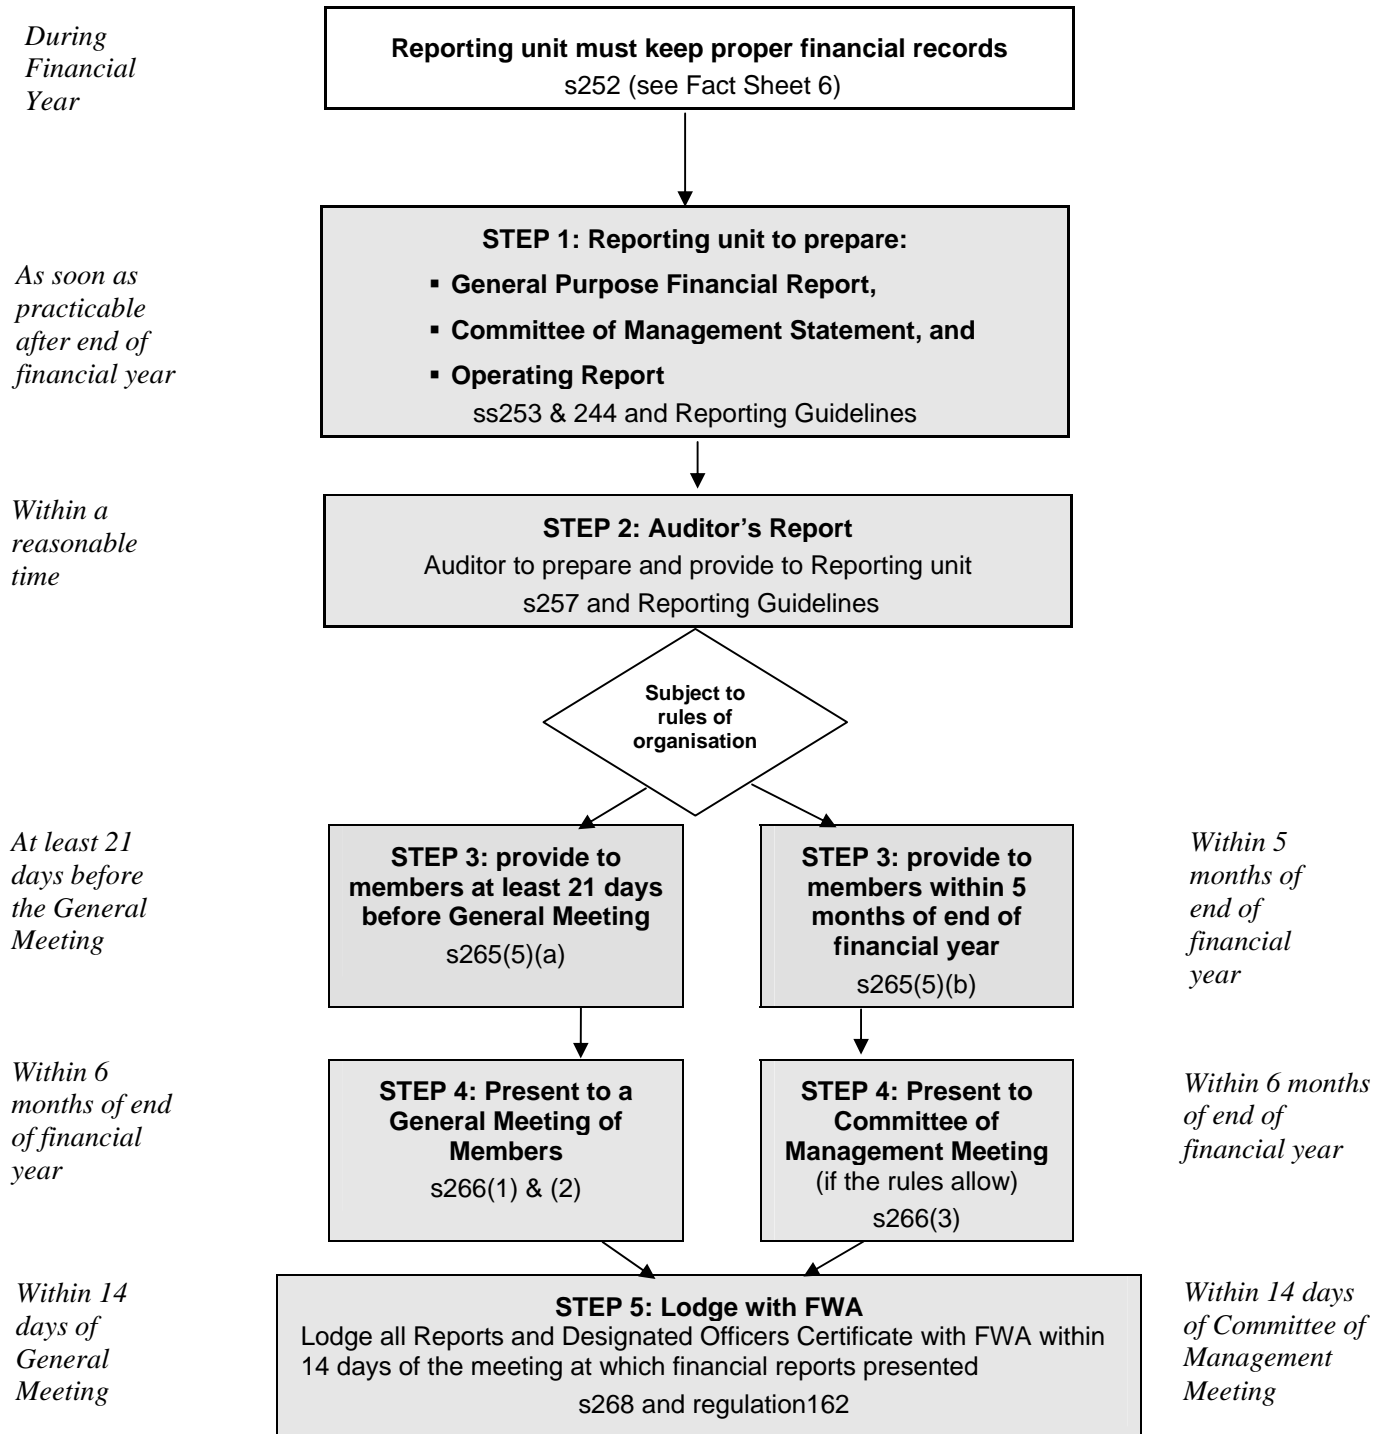 During
Financial
Year
Reporting unit must keep proper financial records
s252 (see Fact Sheet 6)
As soon as
practicable
after end of
financial year
STEP 1: Reporting unit to prepare:
▪ General Purpose Financial Report,
▪ Committee of Management Statement, and
▪ Operating Report
ss253 & 244 and Reporting Guidelines
Within a
reasonable
time
STEP 2: Auditor’s Report
Auditor to prepare and provide to Reporting unit
s257 and Reporting Guidelines
Subject to
rules of
organisation
At least 21
days before
the General
Meeting
STEP 3: provide to
members at least 21 days
before General Meeting
s265(5)(a)
STEP 3: provide to
members within 5
months of end of
financial year
s265(5)(b)
Within 5
months of
end of
financial
year
Within 6
months of end
of financial
year
STEP 4: Present to a
General Meeting of
Members
s266(1) & (2)
STEP 4: Present to
Committee of
Management Meeting
(if the rules allow)
s266(3)
Within 6 months
of end of
financial year
Within 14
days of
General
Meeting
STEP 5: Lodge with FWA
Lodge all Reports and Designated Officers Certificate with FWA within
14 days of the meeting at which financial reports presented
s268 and regulation162
Within 14 days
of Committee of
Management
Meeting